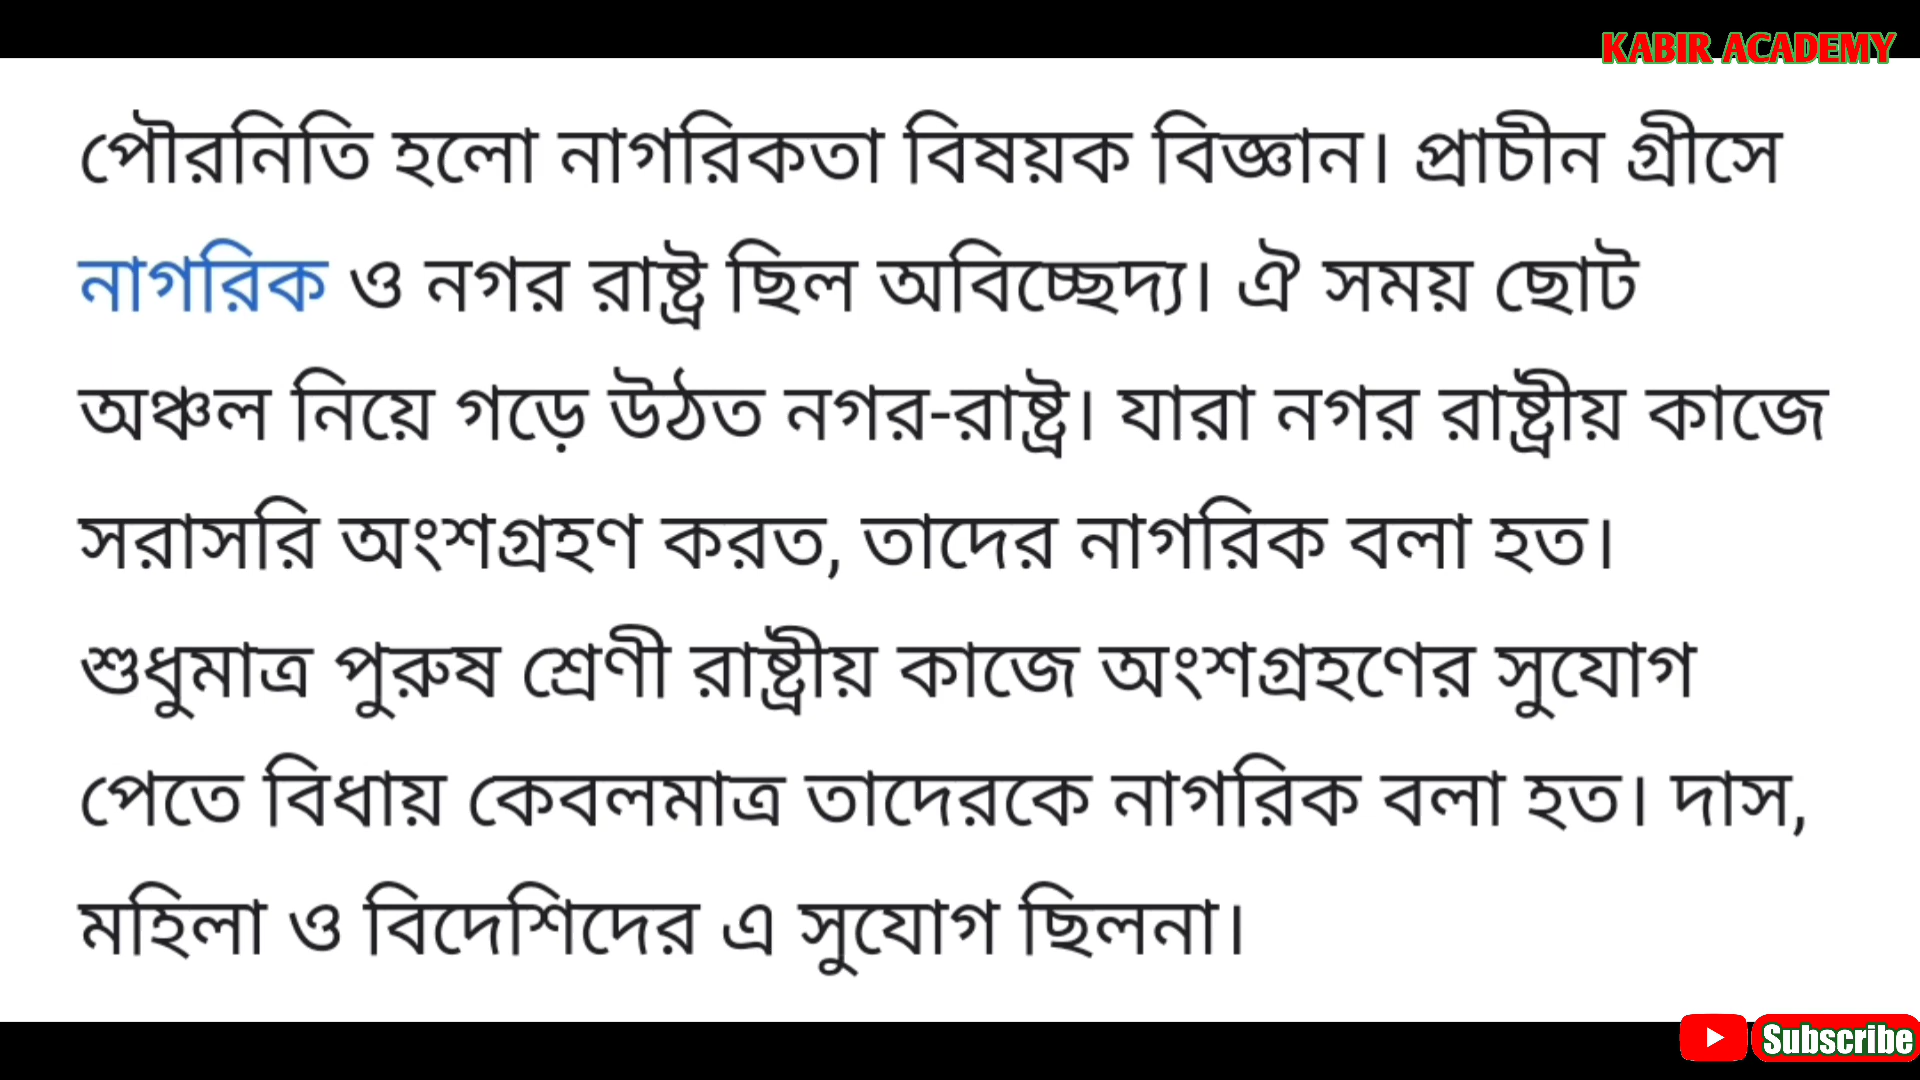 KABIR ACADEMY
পৌরনিতি হলো নাগরিকতা বিষয়ক বিজ্ঞান। প্রাচীন গ্রীসে
নাগরিক ও নগর রাষ্ট্র ছিল অবিচ্ছেদ্য। ঐ সময় ছোট
অঞ্চল নিয়ে গড়ে উঠত নগর-রাষ্ট্র। যারা নগর রাষ্ট্রীয় কাজে
সরাসরি অংশগ্রহণ করত, তাদের নাগরিক বলা হত।
শুধুমাত্র পুরুষ শ্রেণী রাষ্ট্রীয় কাজে অংশগ্রহণের সুযোগ
পেতে বিধায় কেবলমাত্র তাদেরকে নাগরিক বলা হত। দাস,
মহিলা ও বিদেশিদের এ সুযোগ ছিলনা।
Subscribe